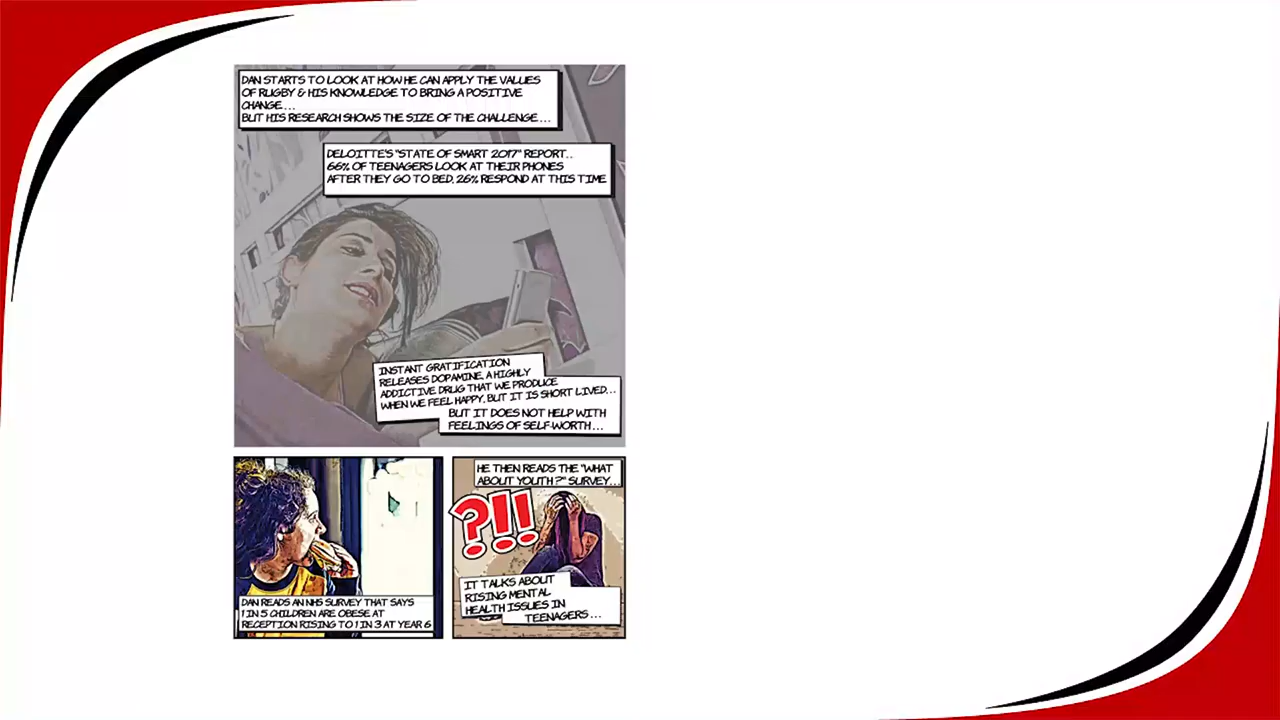 DAN STARTS TO LOOK AT HOW HE CAN APPLY THE VALUES
OF RUGBY & HIS KNOWLEDGE TO BRING A POSITIVE
CHANGE...
BUT HIS RESEARCH SHOWS THE SIZE OF THE CHALLENGE...
DELOITTE'S "STATE OF SMART 2017" REPORT..
66% OF TEENAGERS LOOK AT THEIR PHONES
AFTER THEY GO TO BED, 26% RESPOND AT THIS TIME
INSTANT GRATIFICATION
RELEASES DOPAMINE, A HIGHLY
ADDICTIVE DRUG THAT WE PRODUCE
WHEN WE FEEL HAPPY, BUT IT IS SHORT LIVED...
BUT IT DOES NOT HELP WITH
FEELINGS OF SELF-WORTH...
DAN READS AN NHS SURVEY THAT SAYS
1 IN 5 CHILDREN ARE OBESE AT
RECEPTION RISING TO 1 IN 3 AT YEAR 6
HE THEN READS THE "WHAT
ABOUT YOUTH?" SURVEY...
?!!
IT TALKS ABOUT
RISING MENTAL
HEALTH ISSUES IN
TEENAGERS...